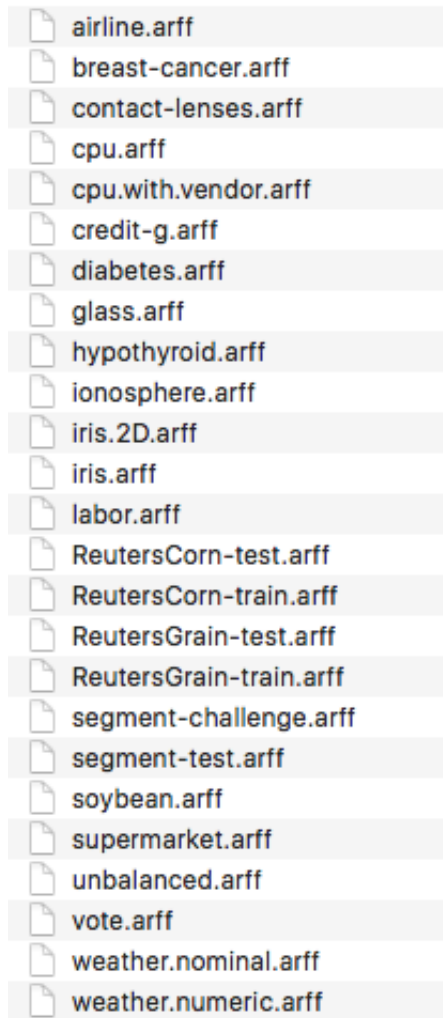 airline.arff
breast-cancer.arff
contact-lenses.arff
cpu.arff
cpu.with.vendor.arff
credit-g.arff
diabetes.arff
glass.arff
hypothyroid.arff
ionosphere.arff
iris.2D.arff
iris.arff
labor.arff
ReutersCorn-test.arff
ReutersCorn-train.arff
ReutersGrain-test.arff
ReutersGrain-train.arff
segment-challenge.arff
segment-test.arff
soybean.arff
supermarket.arff
unbalanced.arff
vote.arff
weather.nominal.arff
weather.numeric.arff